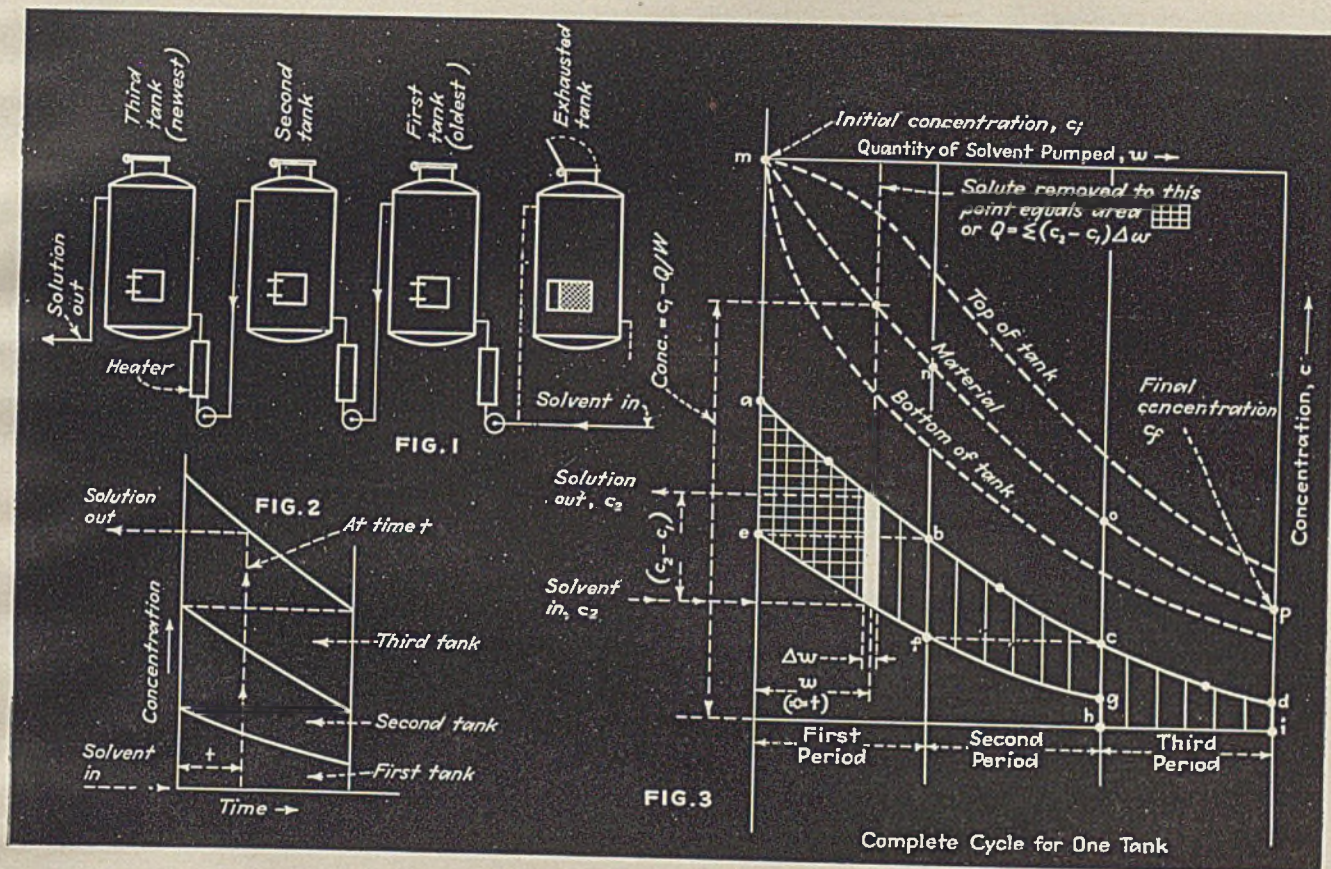 Third
tank
(newest)
Second
tank
First
tank
(oldest)
Exhausted
tank
Solution
out
Heater
Solvent in
FIG.1
FIG.2
Solution
out
At time t
Concentration
Third tank
Second tank
First tank
Solvent
in
t
Time →
FIG.3
Initial concentration, ci
Quantity of Solvent Pumped, w →
m
Solute removed to this
point equals area
or Q=Σ(c₂-c₁)Δw
Conc. = c₁-Q/W
Top of tank
Material
Bottom of tank
Concentration, c →
Final
concentration
cf
a
n
o
p
Solution
out, c₂
(c₂-c₁)
e
b
Solvent
in, c₂
f
c
g
d
h
i
Δw
w
(∝t)
First
Period
Second
Period
Third
Period
Complete Cycle for One Tank